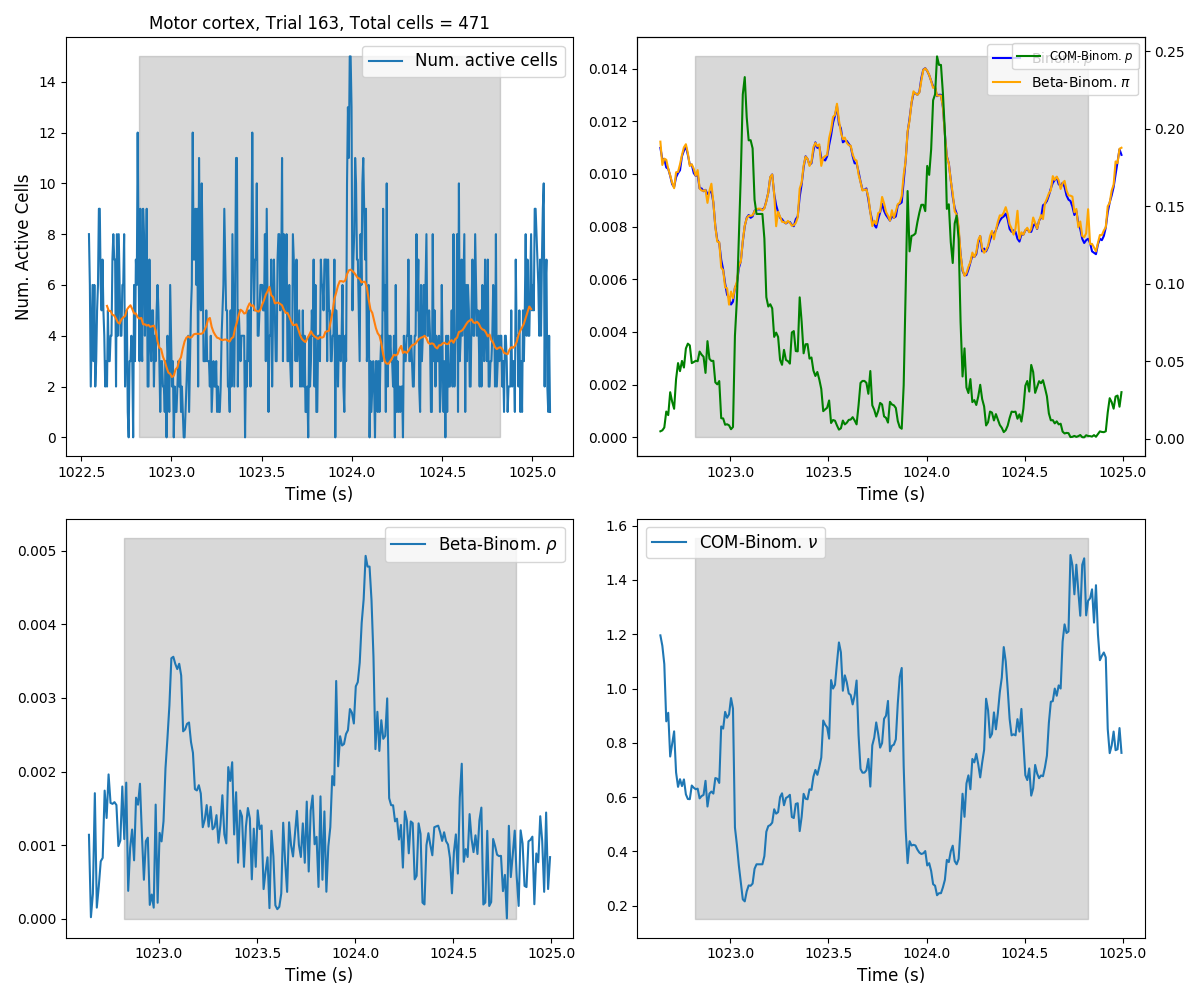 Motor cortex, Trial 163, Total cells = 471
Num. active cells
Num. Active Cells
14
12
10
8
6
4
2
0
1022.5 1023.0 1023.5 1024.0 1024.5 1025.0
Time (s)
COM-Binom. p
Binom. p
Beta-Binom. π
0.014
0.012
0.010
0.008
0.006
0.004
0.002
0.000
0.25
0.20
0.15
0.10
0.05
0.00
1023.0 1023.5 1024.0 1024.5 1025.0
Time (s)
Beta-Binom. ρ
0.005
0.004
0.003
0.002
0.001
0.000
1023.0 1023.5 1024.0 1024.5 1025.0
Time (s)
COM-Binom. ν
1.6
1.4
1.2
1.0
0.8
0.6
0.4
0.2
1023.0 1023.5 1024.0 1024.5 1025.0
Time (s)